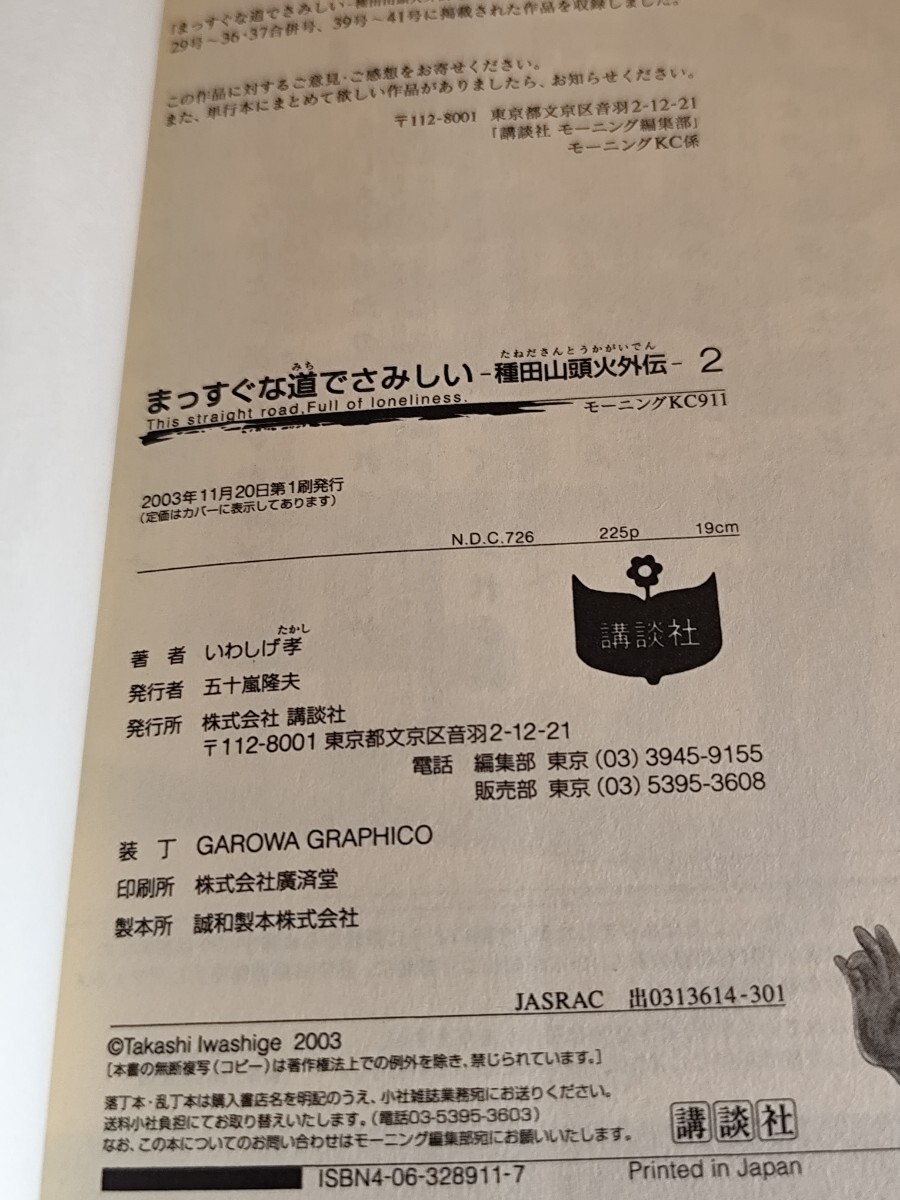 『まっすぐな道でさみしい
29号～36・37合併号、39号～41号に掲載された作品を収録しました。
この作品に対するご意見・ご感想をお寄せください。
また、単行本にまとめて欲しい作品がありましたら、お知らせください。
〒112-8001 東京都文京区音羽2-12-21
「講談社 モーニング編集部」
モーニングKC係
みち たねださんとうかがいでん
まっすぐな道でさみしい -種田山頭火外伝- 2
This straight road,Full of loneliness.
モーニングKC911
2003年11月20日第1刷発行
(定価はカバーに表示してあります)
N.D.C.726 225p 19cm
講談社
たかし
著 者 いわしげ孝
発行者 五十嵐隆夫
発行所 株式会社 講談社
〒112-8001 東京都文京区音羽2-12-21
電話 編集部 東京(03)3945-9155
販売部 東京(03)5395-3608
装 丁 GAROWA GRAPHICO
印刷所 株式会社廣済堂
製本所 誠和製本株式会社
JASRAC 出0313614-301
©Takashi Iwashige 2003
[本書の無断複写(コピー)は著作権法上での例外を除き、禁じられています。]
落丁本・乱丁本は購入書店名を明記のうえ、小社雑誌業務宛にお送りください。
送料小社負担にてお取り替えいたします。(電話03-5395-3603)
なお、この本についてのお問い合わせはモーニング編集部宛にお願いいたします。
講談社
ISBN4-06-328911-7 Printed in Japan